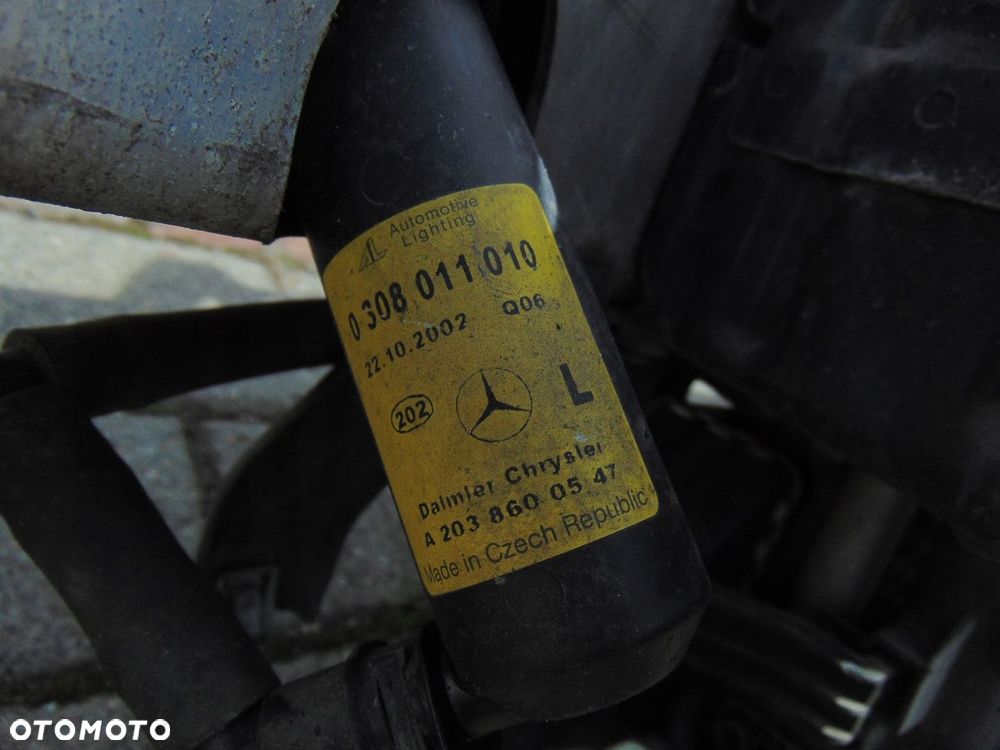 AL Automotive
Lighting
0 308 011 010
22.10.2002 Q06
202
L
Daimler Chrysler
A 203 860 05 47
Made in Czech Republic
OTOMOTO